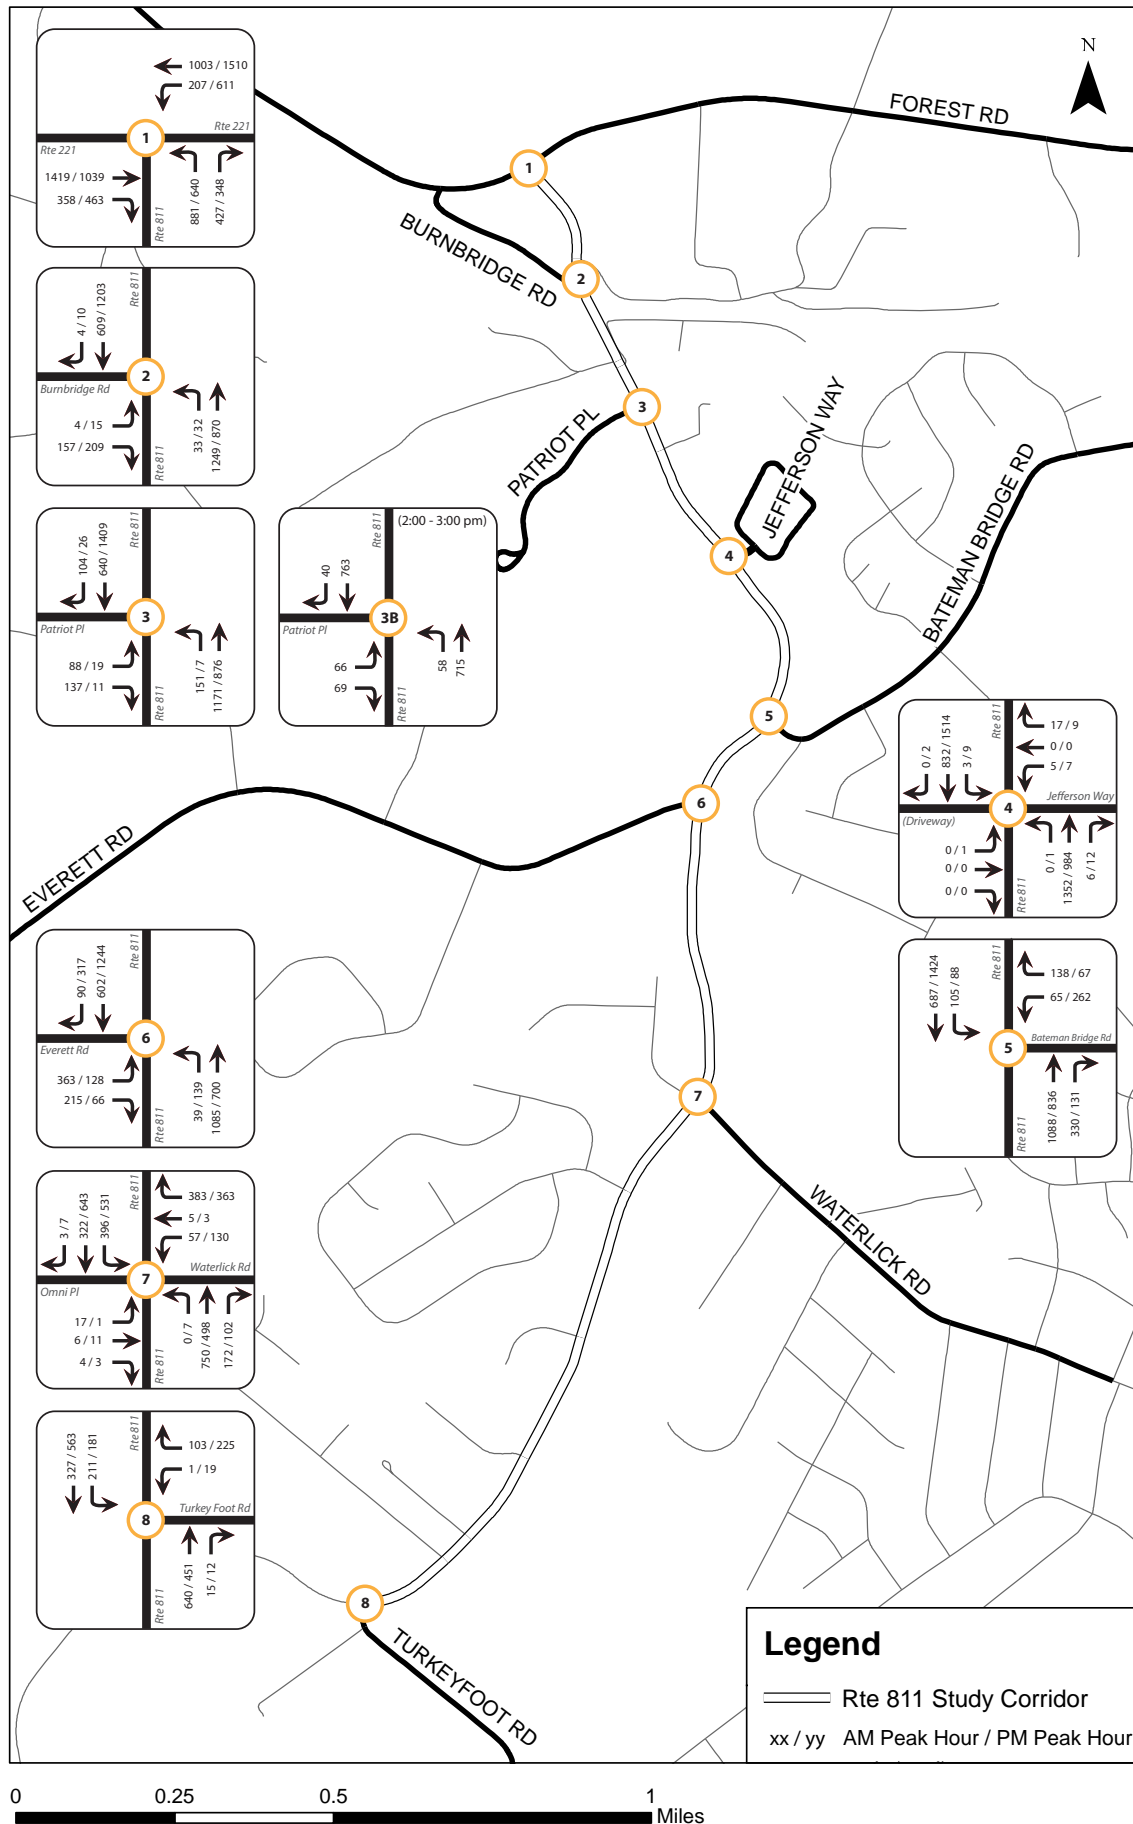 N
FOREST RD
BURNBRIDGE RD
PATRIOT PL
JEFFERSON WAY
BATEMAN BRIDGE RD
EVERETT RD
WATERLICK RD
TURKEYFOOT RD
1
2
3
4
5
6
7
8
1003 / 1510
207 / 611
Rte 221
1
Rte 221
1419 / 1039
358 / 463
Rte 811
881 / 640
427 / 348
4 / 10
609 / 1203
Rte 811
2
Burnbridge Rd
4 / 15
157 / 209
Rte 811
33 / 32
1249 / 870
104 / 26
640 / 1409
Rte 811
3
Patriot Pl
88 / 19
137 / 11
Rte 811
151 / 7
1171 / 876
(2:00 - 3:00 pm)
40
763
Rte 811
3B
Patriot Pl
66
69
Rte 811
58
715
0 / 2
832 / 1514
3 / 9
Rte 811
17 / 9
0 / 0
5 / 7
Jefferson Way
4
(Driveway)
0 / 1
0 / 0
0 / 0
Rte 811
0 / 1
1352 / 984
6 / 12
687 / 1424
105 / 88
Rte 811
138 / 67
65 / 262
5
Bateman Bridge Rd
Rte 811
1088 / 836
330 / 131
90 / 317
602 / 1244
Rte 811
6
Everett Rd
363 / 128
215 / 66
Rte 811
39 / 139
1085 / 700
3 / 7
322 / 643
396 / 531
Rte 811
383 / 363
5 / 3
57 / 130
Waterlick Rd
7
Omni Pl
17 / 1
6 / 11
4 / 3
Rte 811
0 / 7
750 / 498
172 / 102
327 / 563
211 / 181
Rte 811
103 / 225
1 / 19
Turkey Foot Rd
8
Rte 811
640 / 451
15 / 12
Legend
Rte 811 Study Corridor
xx / yy AM Peak Hour / PM Peak Hour
0 0.25 0.5 1
Miles